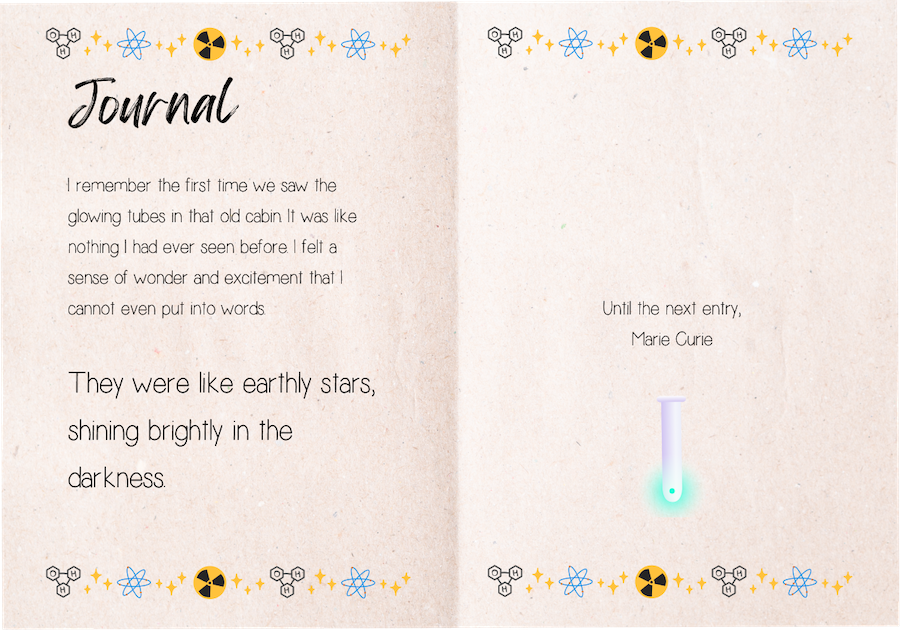 Journal
I remember the first time we saw the
glowing tubes in that old cabin. It was like
nothing I had ever seen before. I felt a
sense of wonder and excitement that I
cannot even put into words.
They were like earthly stars,
shining brightly in the
darkness.
Until the next entry,
Marie Curie